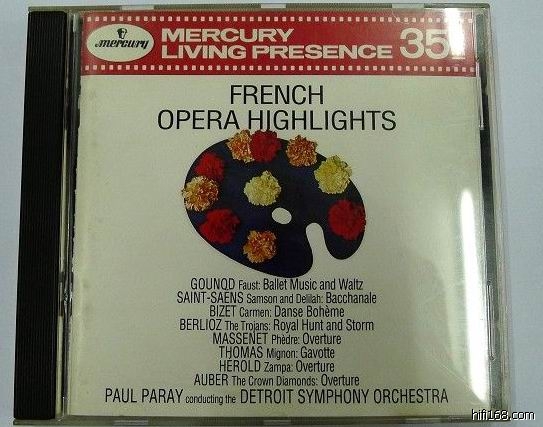 mercury
MERCURY
LIVING PRESENCE 35
FRENCH
OPERA HIGHLIGHTS
GOUNOD Faust: Ballet Music and Waltz
SAINT-SAENS Samson and Delilah: Bacchanale
BIZET Carmen: Danse Bohème
BERLIOZ The Trojans: Royal Hunt and Storm
MASSENET Phèdre: Overture
THOMAS Mignon: Gavotte
HEROLD Zampa: Overture
AUBER The Crown Diamonds: Overture
PAUL PARAY conducting the DETROIT SYMPHONY ORCHESTRA
hifi168.com